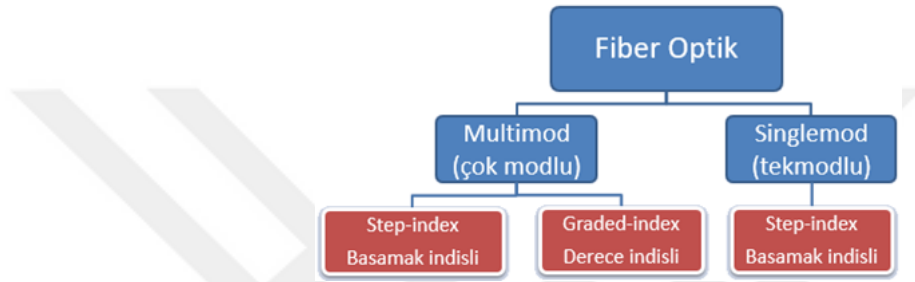 Fiber Optik
Multimod
(çok modlu)
Singlemod
(tekmodlu)
Step-index
Basamak indisli
Graded-index
Derece indisli
Step-index
Basamak indisli